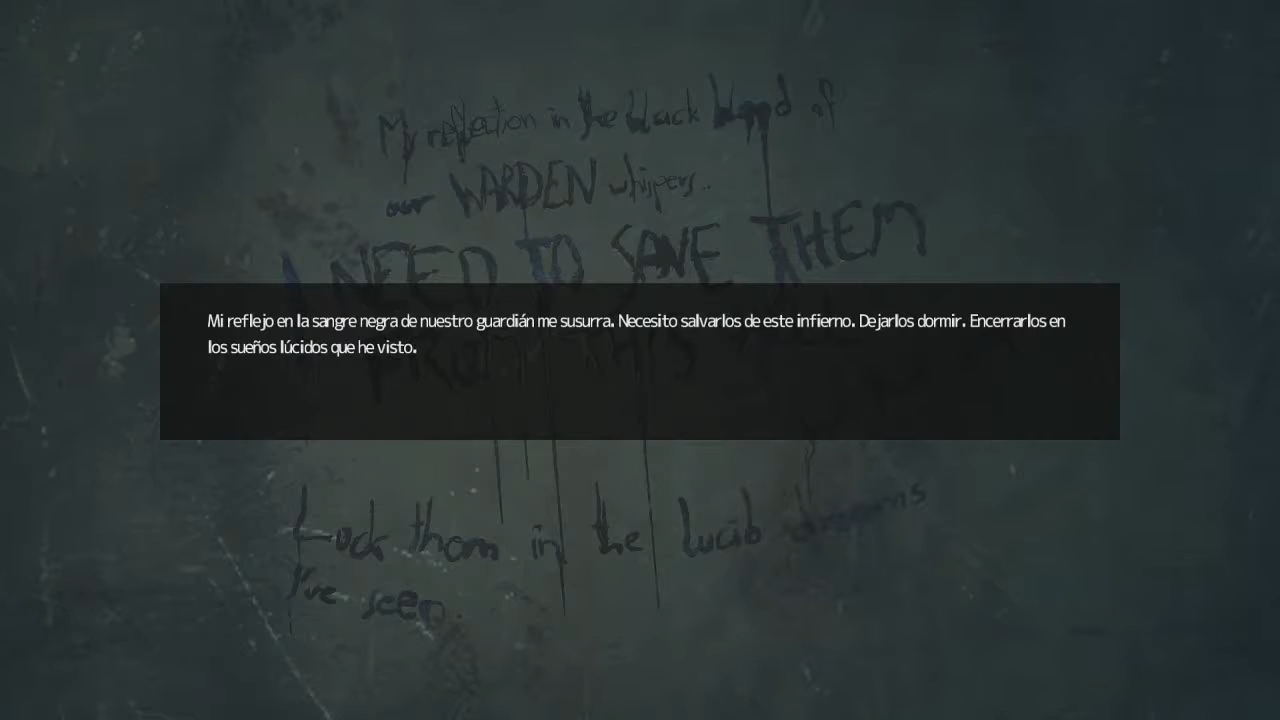 My reflection in the black blood of
our WARDEN whispers..
I NEED TO SAVE THEM
Mi reflejo en la sangre negra de nuestro guardián me susurra. Necesito salvarlos de este infierno. Dejarlos dormir. Encerrarlos en
los sueños lúcidos que he visto.
FROM THIS
Lock them in the lucid dreams
I've seen.